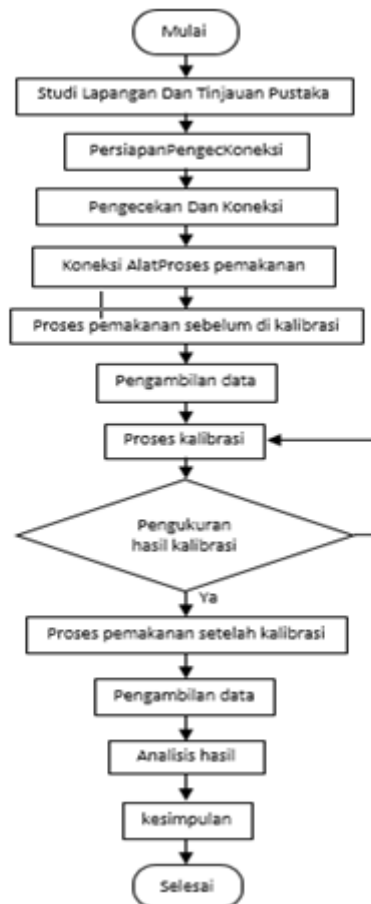 Mulai
Studi Lapangan Dan Tinjauan Pustaka
PersiapanPengecKoneksi
Pengecekan Dan Koneksi
Koneksi AlatProses pemakanan
Proses pemakanan sebelum di kalibrasi
Pengambilan data
Proses kalibrasi
Pengukuran
hasil kalibrasi
Ya
Proses pemakanan setelah kalibrasi
Pengambilan data
Analisis hasil
kesimpulan
Selesai